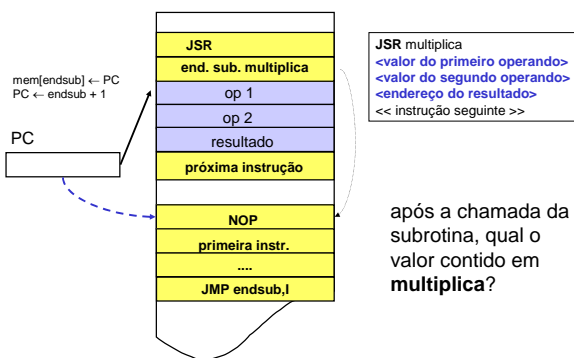 JSR
end. sub. multiplica
op 1
op 2
resultado
próxima instrução
NOP
primeira instr.
....
JMP endsub,I
mem[endsub] ← PC
PC ← endsub + 1
PC
JSR multiplica
<valor do primeiro operando>
<valor do segundo operando>
<endereço do resultado>
<< instrução seguinte >>
após a chamada da
subrotina, qual o
valor contido em
multiplica?